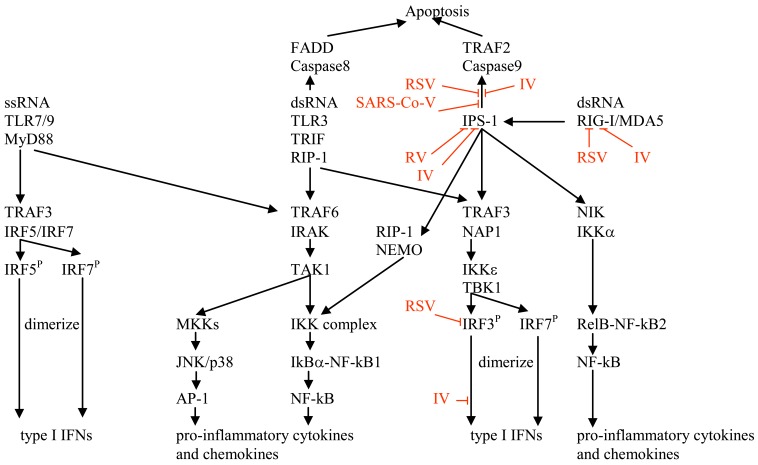 Apoptosis
FADD
Caspase8
TRAF2
Caspase9
RSV
IV
SARS-Co-V
ssRNA
TLR7/9
MyD88
dsRNA
TLR3
TRIF
RIP-1
IPS-1
dsRNA
RIG-I/MDA5
RV
IV
RSV
IV
TRAF3
IRF5/IRF7
TRAF6
IRAK
RIP-1
NEMO
TRAF3
NAP1
NIK
IKKα
IRF5ᴾ
IRF7ᴾ
TAK1
IKKε
TBK1
RSV
dimerize
MKKs
IKK complex
IRF3ᴾ
IRF7ᴾ
RelB-NF-kB2
JNK/p38
IkBα-NF-kB1
dimerize
NF-kB
AP-1
NF-kB
IV
type I IFNs
pro-inflammatory cytokines
and chemokines
type I IFNs
pro-inflammatory cytokines
and chemokines